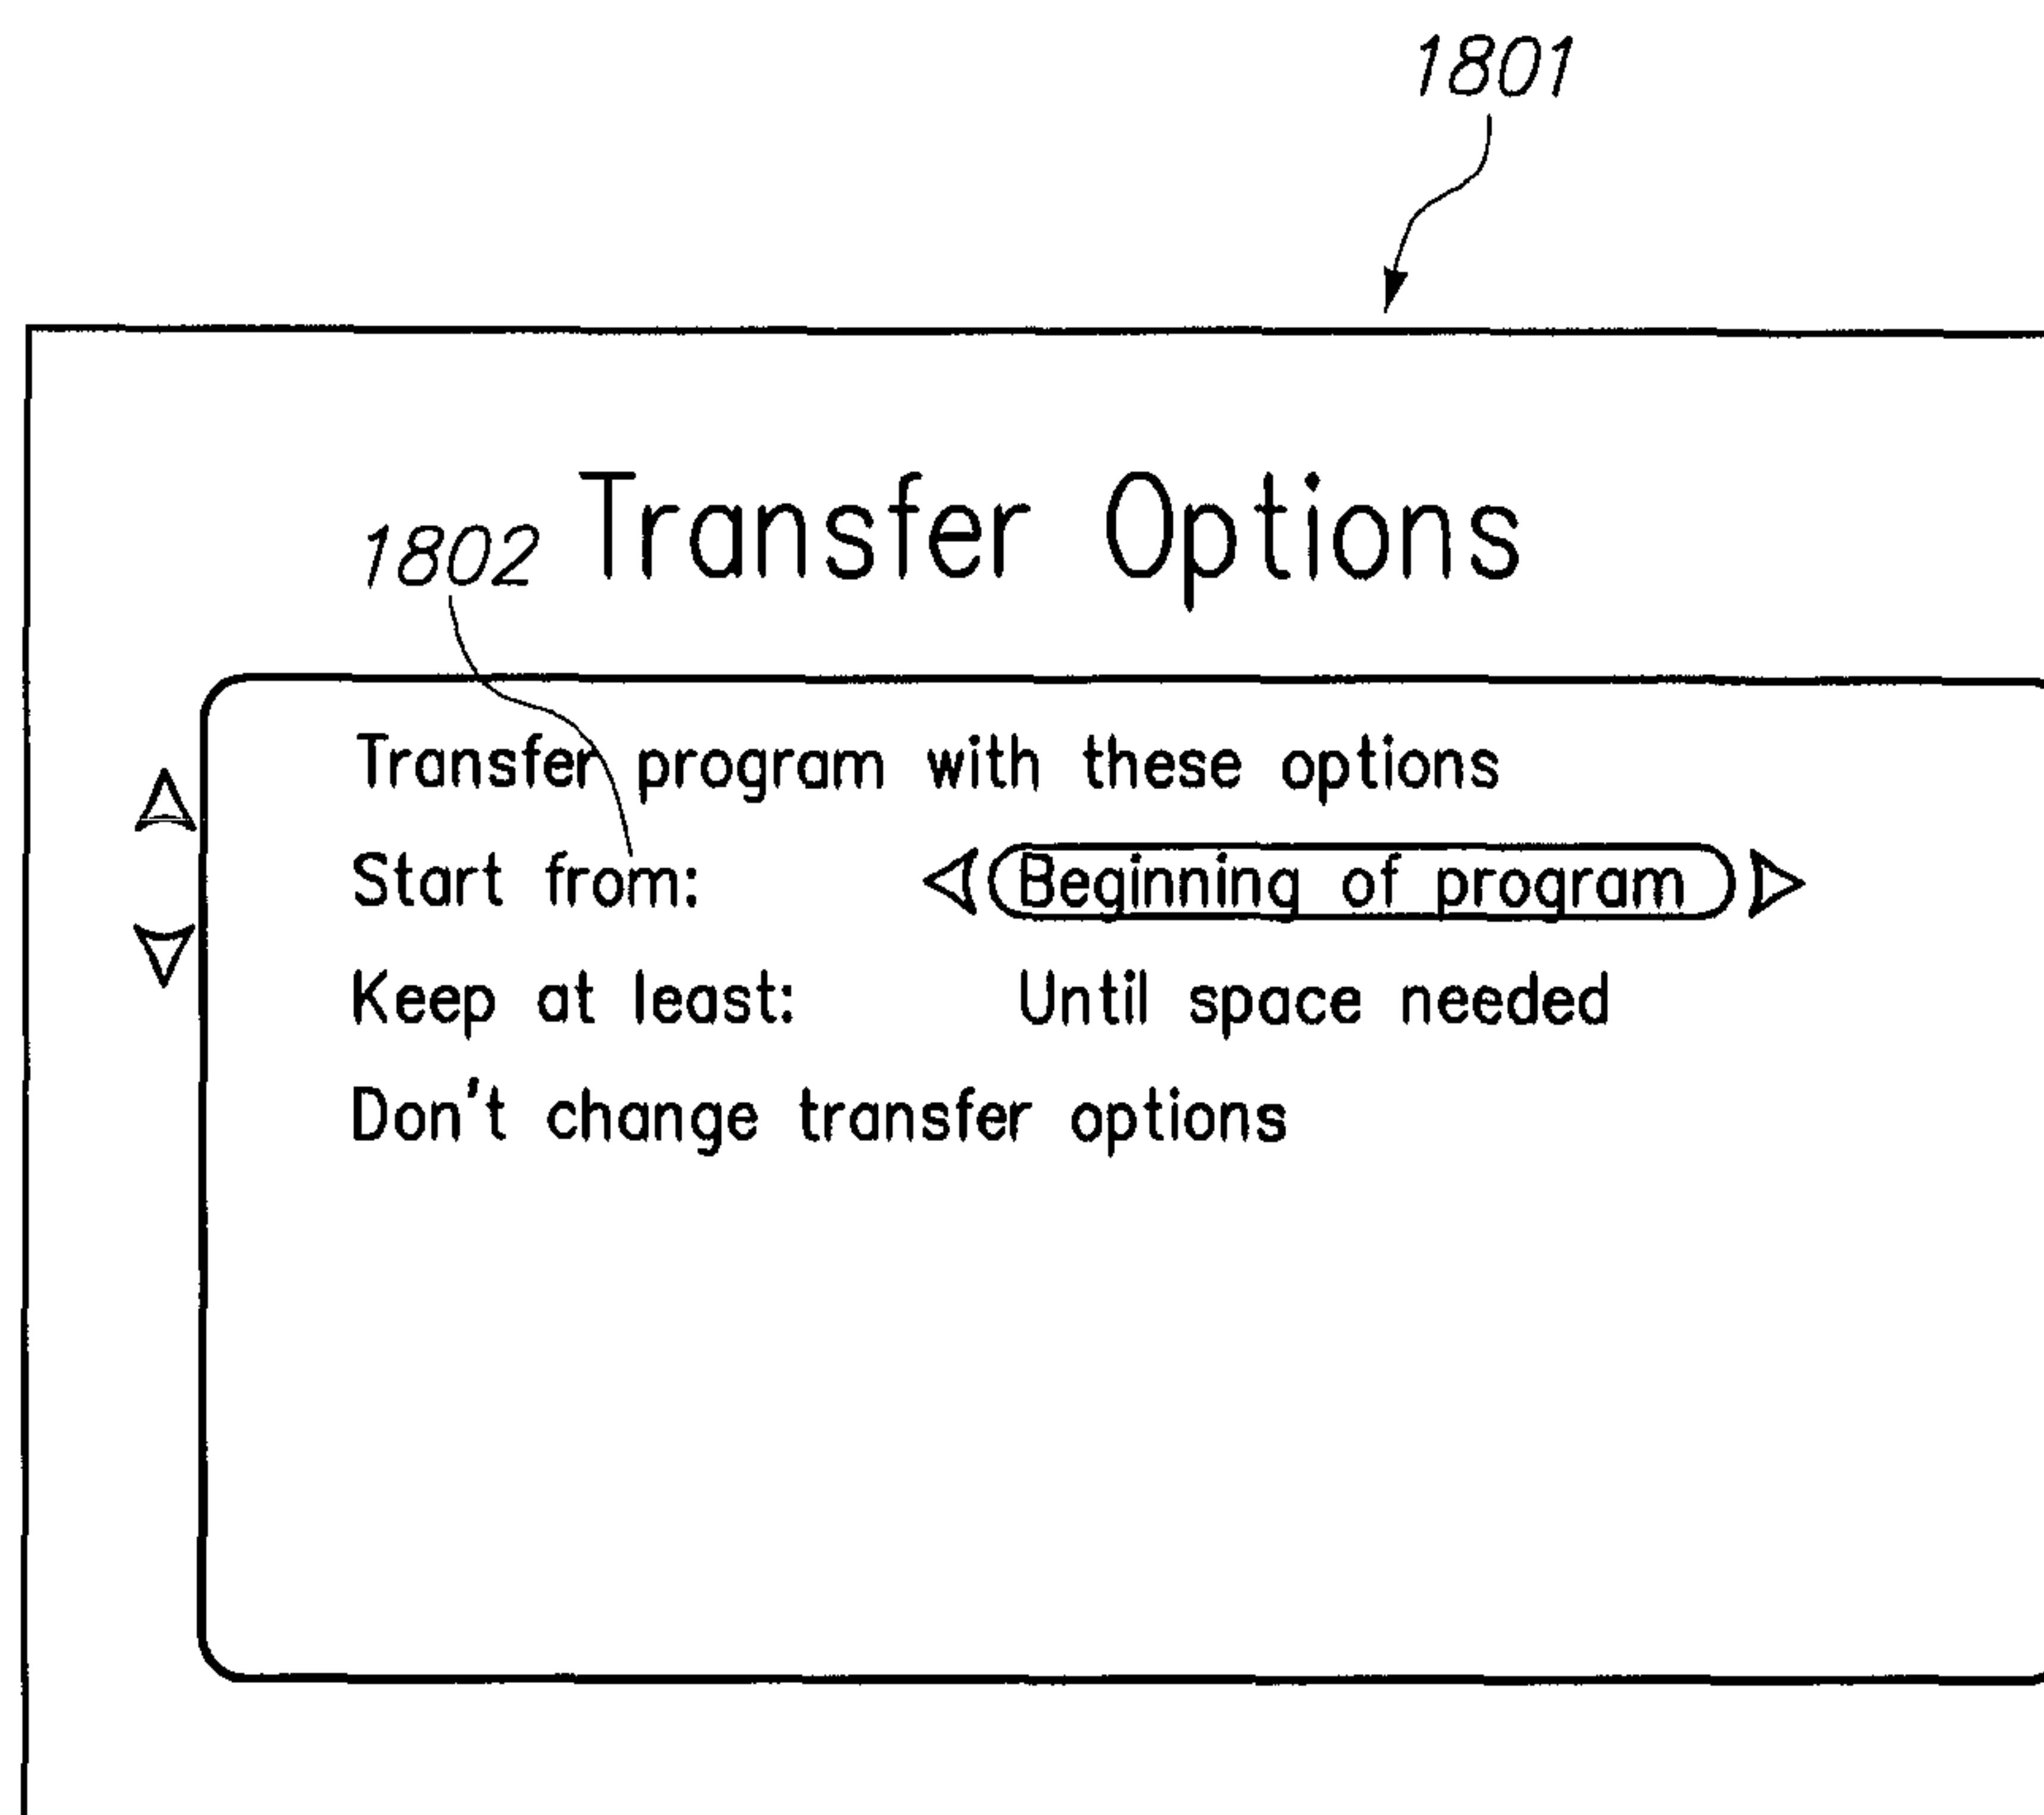 1801
Transfer Options
1802
Transfer program with these options
Start from: Beginning of program
Keep at least: Until space needed
Don't change transfer options